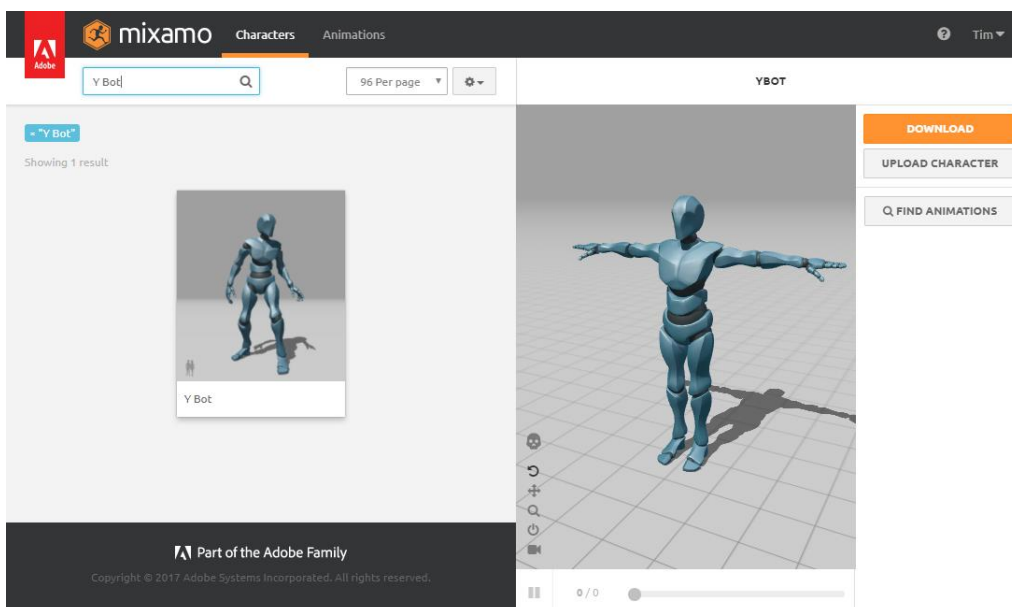 Adobe
mixamo
Characters
Animations
Tim
Y Bot
96 Per page
YBOT
× "Y Bot"
Showing 1 result
DOWNLOAD
UPLOAD CHARACTER
FIND ANIMATIONS
Y Bot
Part of the Adobe Family
Copyright © 2017 Adobe Systems Incorporated. All rights reserved.
0 / 0